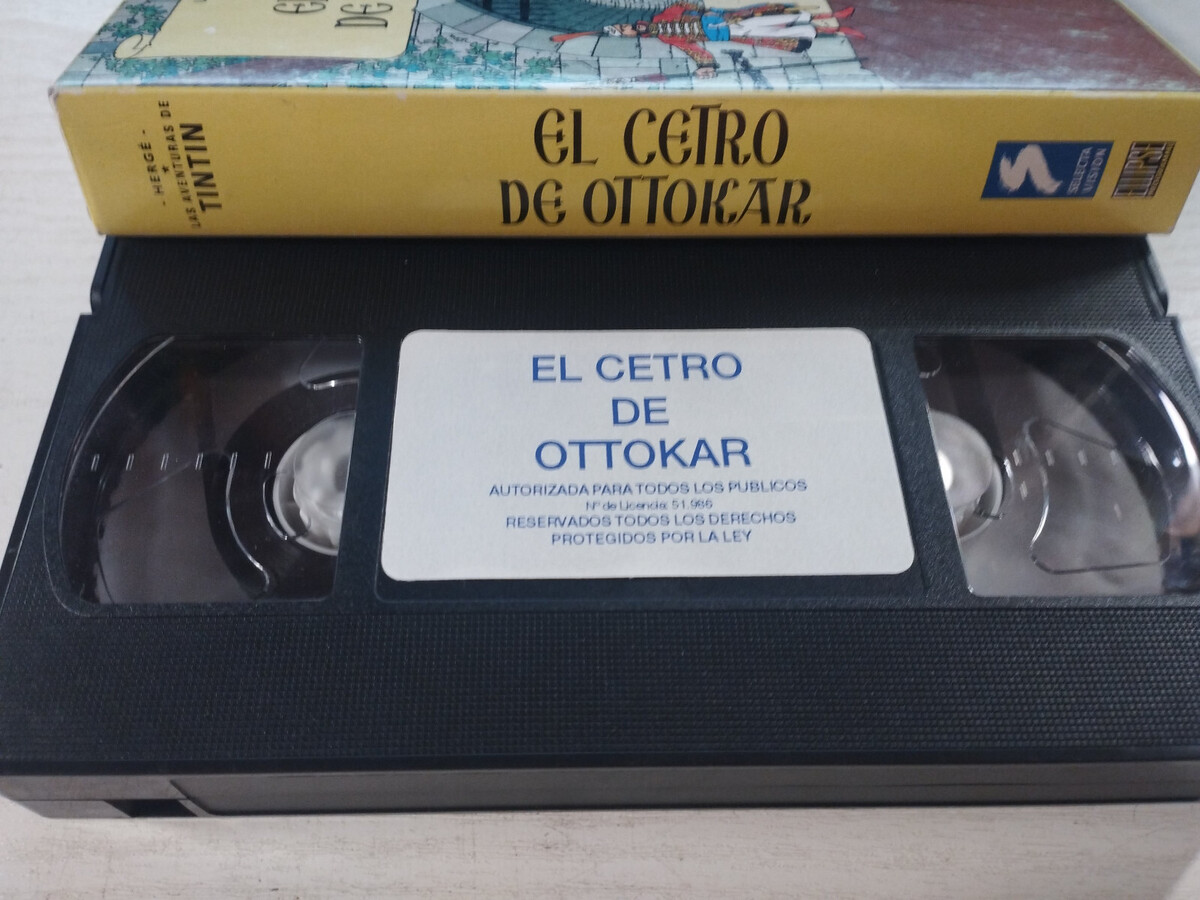 - HERGÉ -
LAS AVENTURAS DE
TINTIN
EL CETRO
DE OTTOKAR
SELECTA
VISION
EL CETRO
DE
OTTOKAR
AUTORIZADA PARA TODOS LOS PUBLICOS
Nº de Licencia: 51.986
RESERVADOS TODOS LOS DERECHOS
PROTEGIDOS POR LA LEY